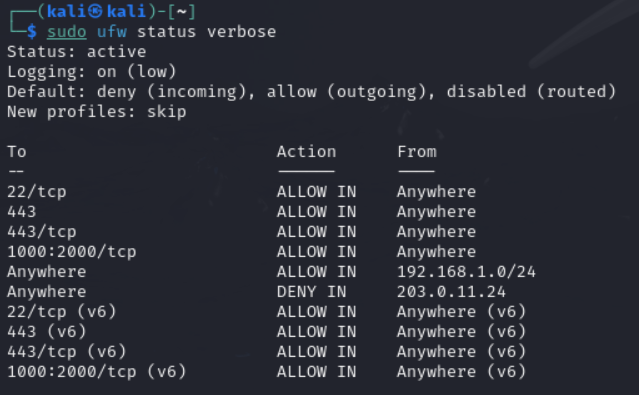 ┌──(kali㉿kali)-[~]
└─$ sudo ufw status verbose
Status: active
Logging: on (low)
Default: deny (incoming), allow (outgoing), disabled (routed)
New profiles: skip
To                         Action      From
--                         ------      ----
22/tcp                     ALLOW IN    Anywhere
443                        ALLOW IN    Anywhere
443/tcp                    ALLOW IN    Anywhere
1000:2000/tcp              ALLOW IN    Anywhere
Anywhere                   ALLOW IN    192.168.1.0/24
Anywhere                   DENY IN     203.0.11.24
22/tcp (v6)                ALLOW IN    Anywhere (v6)
443 (v6)                   ALLOW IN    Anywhere (v6)
443/tcp (v6)               ALLOW IN    Anywhere (v6)
1000:2000/tcp (v6)         ALLOW IN    Anywhere (v6)